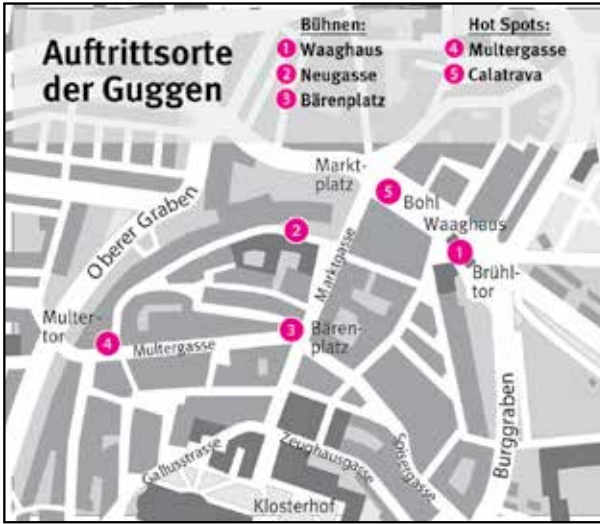 Auftrittsorte
der Guggen
Bühnen:
1 Waaghaus
2 Neugasse
3 Bärenplatz
Hot Spots:
4 Multergasse
5 Calatrava
Markt-
platz
5
Bohl
Waaghaus
1
Brühl-
tor
Oberer Graben
2
Marktgasse
Multer-
tor
4
Multergasse
3
Bären-
platz
Burggraben
Gallusstrasse
Zeughausgasse
Spisergasse
Klosterhof